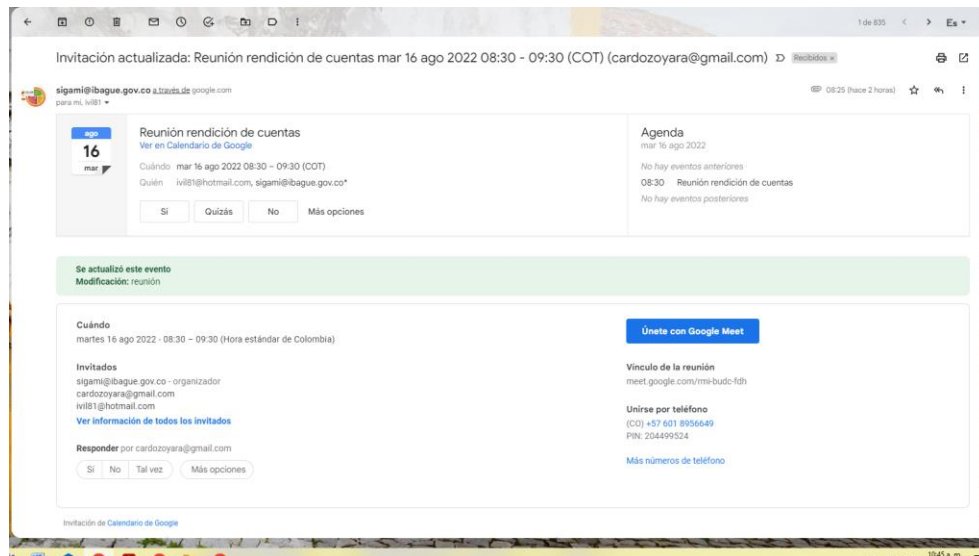 1 de 835
Es
Invitación actualizada: Reunión rendición de cuentas mar 16 ago 2022 08:30 - 09:30 (COT) (cardozoyara@gmail.com)
Recibidos x
sigami@ibague.gov.co a través de google.com
08:25 (hace 2 horas)
para mí, ivil81
ago
16
mar
Reunión rendición de cuentas
Ver en Calendario de Google
Cuándo mar 16 ago 2022 08:30 – 09:30 (COT)
Quién ivil81@hotmail.com, sigami@ibague.gov.co*
Sí Quizás No Más opciones
Agenda
mar 16 ago 2022
No hay eventos anteriores
08:30 Reunión rendición de cuentas
No hay eventos posteriores
Se actualizó este evento
Modificación: reunión
Cuándo
martes 16 ago 2022 · 08:30 – 09:30 (Hora estándar de Colombia)
Invitados
sigami@ibague.gov.co - organizador
cardozoyara@gmail.com
ivil81@hotmail.com
Ver información de todos los invitados
Responder por cardozoyara@gmail.com
Sí No Tal vez Más opciones
Únete con Google Meet
Vínculo de la reunión
meet.google.com/rmi-budc-fdh
Unirse por teléfono
(CO) +57 601 8956649
PIN: 204499524
Más números de teléfono
Invitación de Calendario de Google
10:45 a. m.